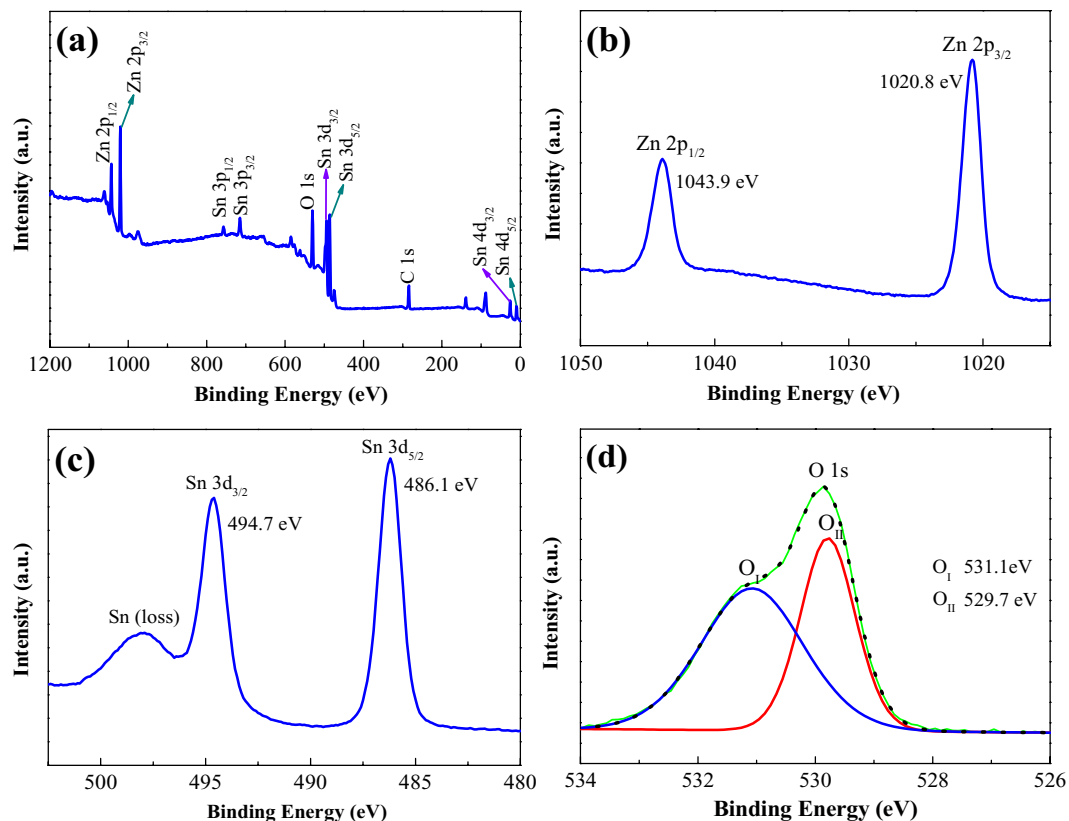 (a)
Zn 2p1/2
Zn 2p3/2
Sn 3p1/2
Sn 3p3/2
O 1s
Sn 3d3/2
Sn 3d5/2
C 1s
Sn 4d3/2
Sn 4d5/2
Intensity (a.u.)
1200 1000 800 600 400 200 0
Binding Energy (eV)
(b)
Zn 2p3/2
1020.8 eV
Zn 2p1/2
1043.9 eV
Intensity (a.u.)
1050 1040 1030 1020
Binding Energy (eV)
(c)
Sn 3d5/2
486.1 eV
Sn 3d3/2
494.7 eV
Sn (loss)
Intensity (a.u.)
500 495 490 485 480
Binding Energy (eV)
(d)
O 1s
OII
OI
OI 531.1eV
OII 529.7 eV
Intensity (a.u.)
534 532 530 528 526
Binding Energy (eV)